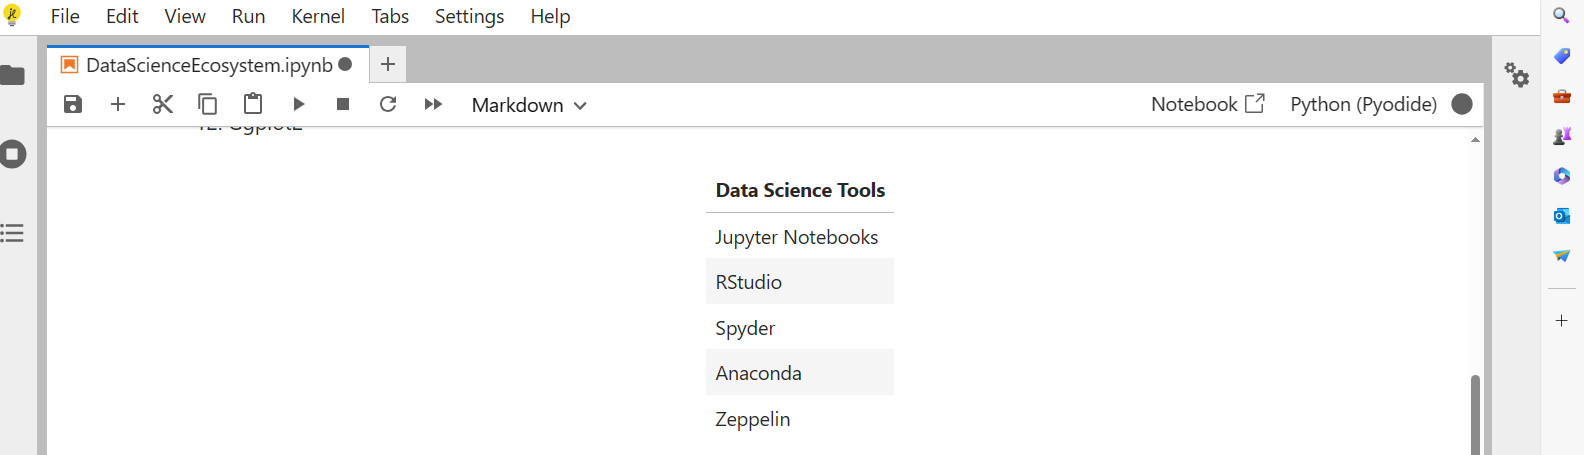 File Edit View Run Kernel Tabs Settings Help
DataScienceEcosystem.ipynb
Markdown Notebook Python (Pyodide)
Data Science Tools
Jupyter Notebooks
RStudio
Spyder
Anaconda
Zeppelin